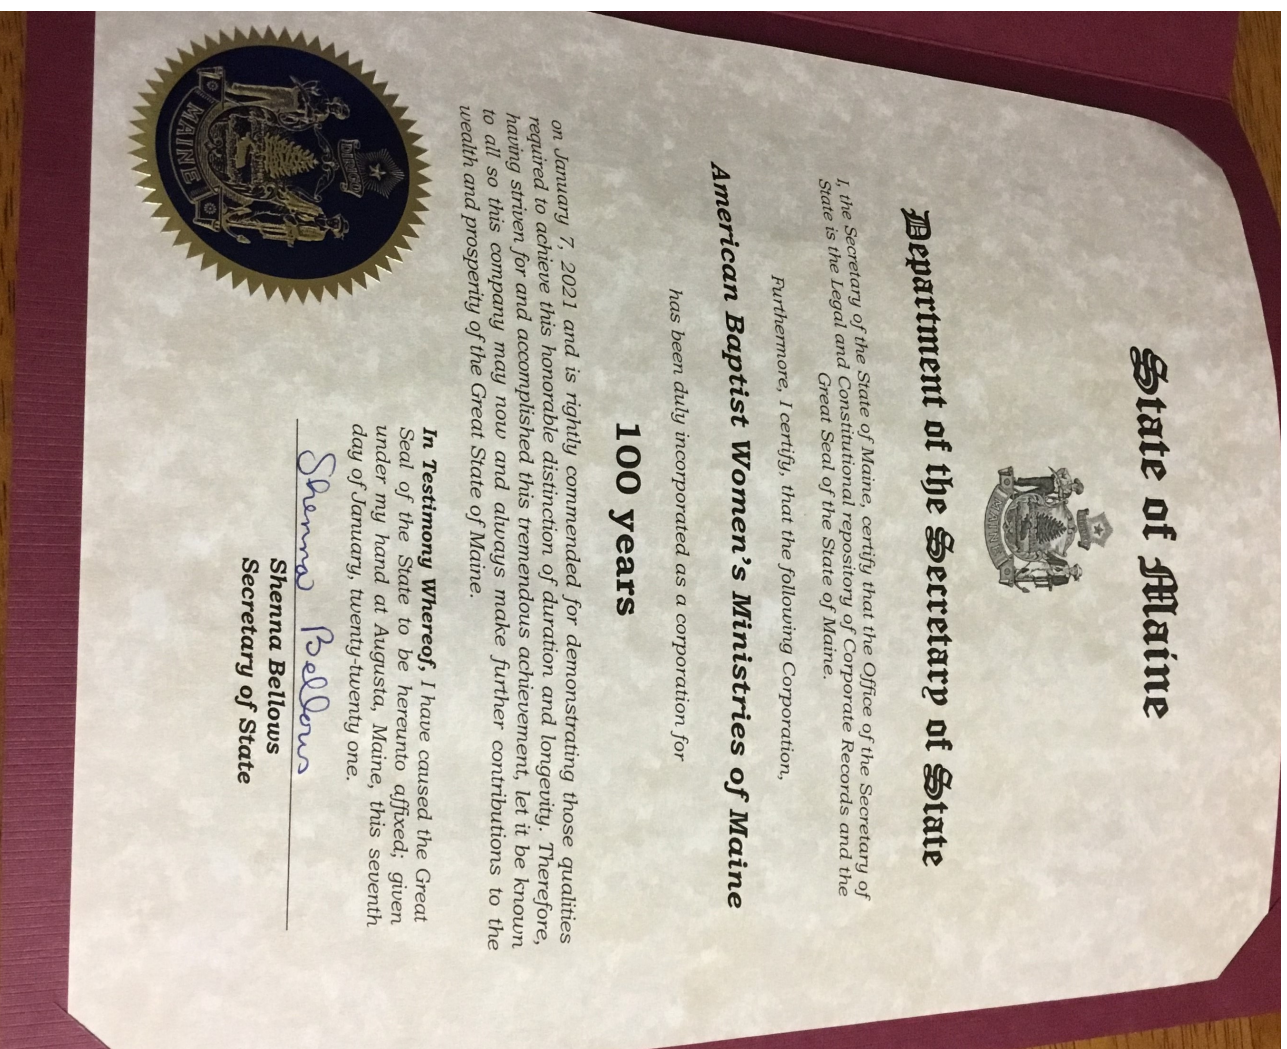 State of Maine
DIRIGO
MAINE
Department of the Secretary of State
I, the Secretary of the State of Maine, certify that the Office of the Secretary of
State is the Legal and Constitutional repository of Corporate Records and the
Great Seal of the State of Maine.
Furthermore, I certify, that the following Corporation,
American Baptist Women's Ministries of Maine
has been duly incorporated as a corporation for
100 years
on January 7, 2021 and is rightly commended for demonstrating those qualities
required to achieve this honorable distinction of duration and longevity. Therefore,
having striven for and accomplished this tremendous achievement, let it be known
to all so this company may now and always make further contributions to the
wealth and prosperity of the Great State of Maine.
DIRIGO
MAINE
In Testimony Whereof, I have caused the Great
Seal of the State to be hereunto affixed; given
under my hand at Augusta, Maine, this seventh
day of January, twenty-twenty one.
Shenna Bellows
Shenna Bellows
Secretary of State